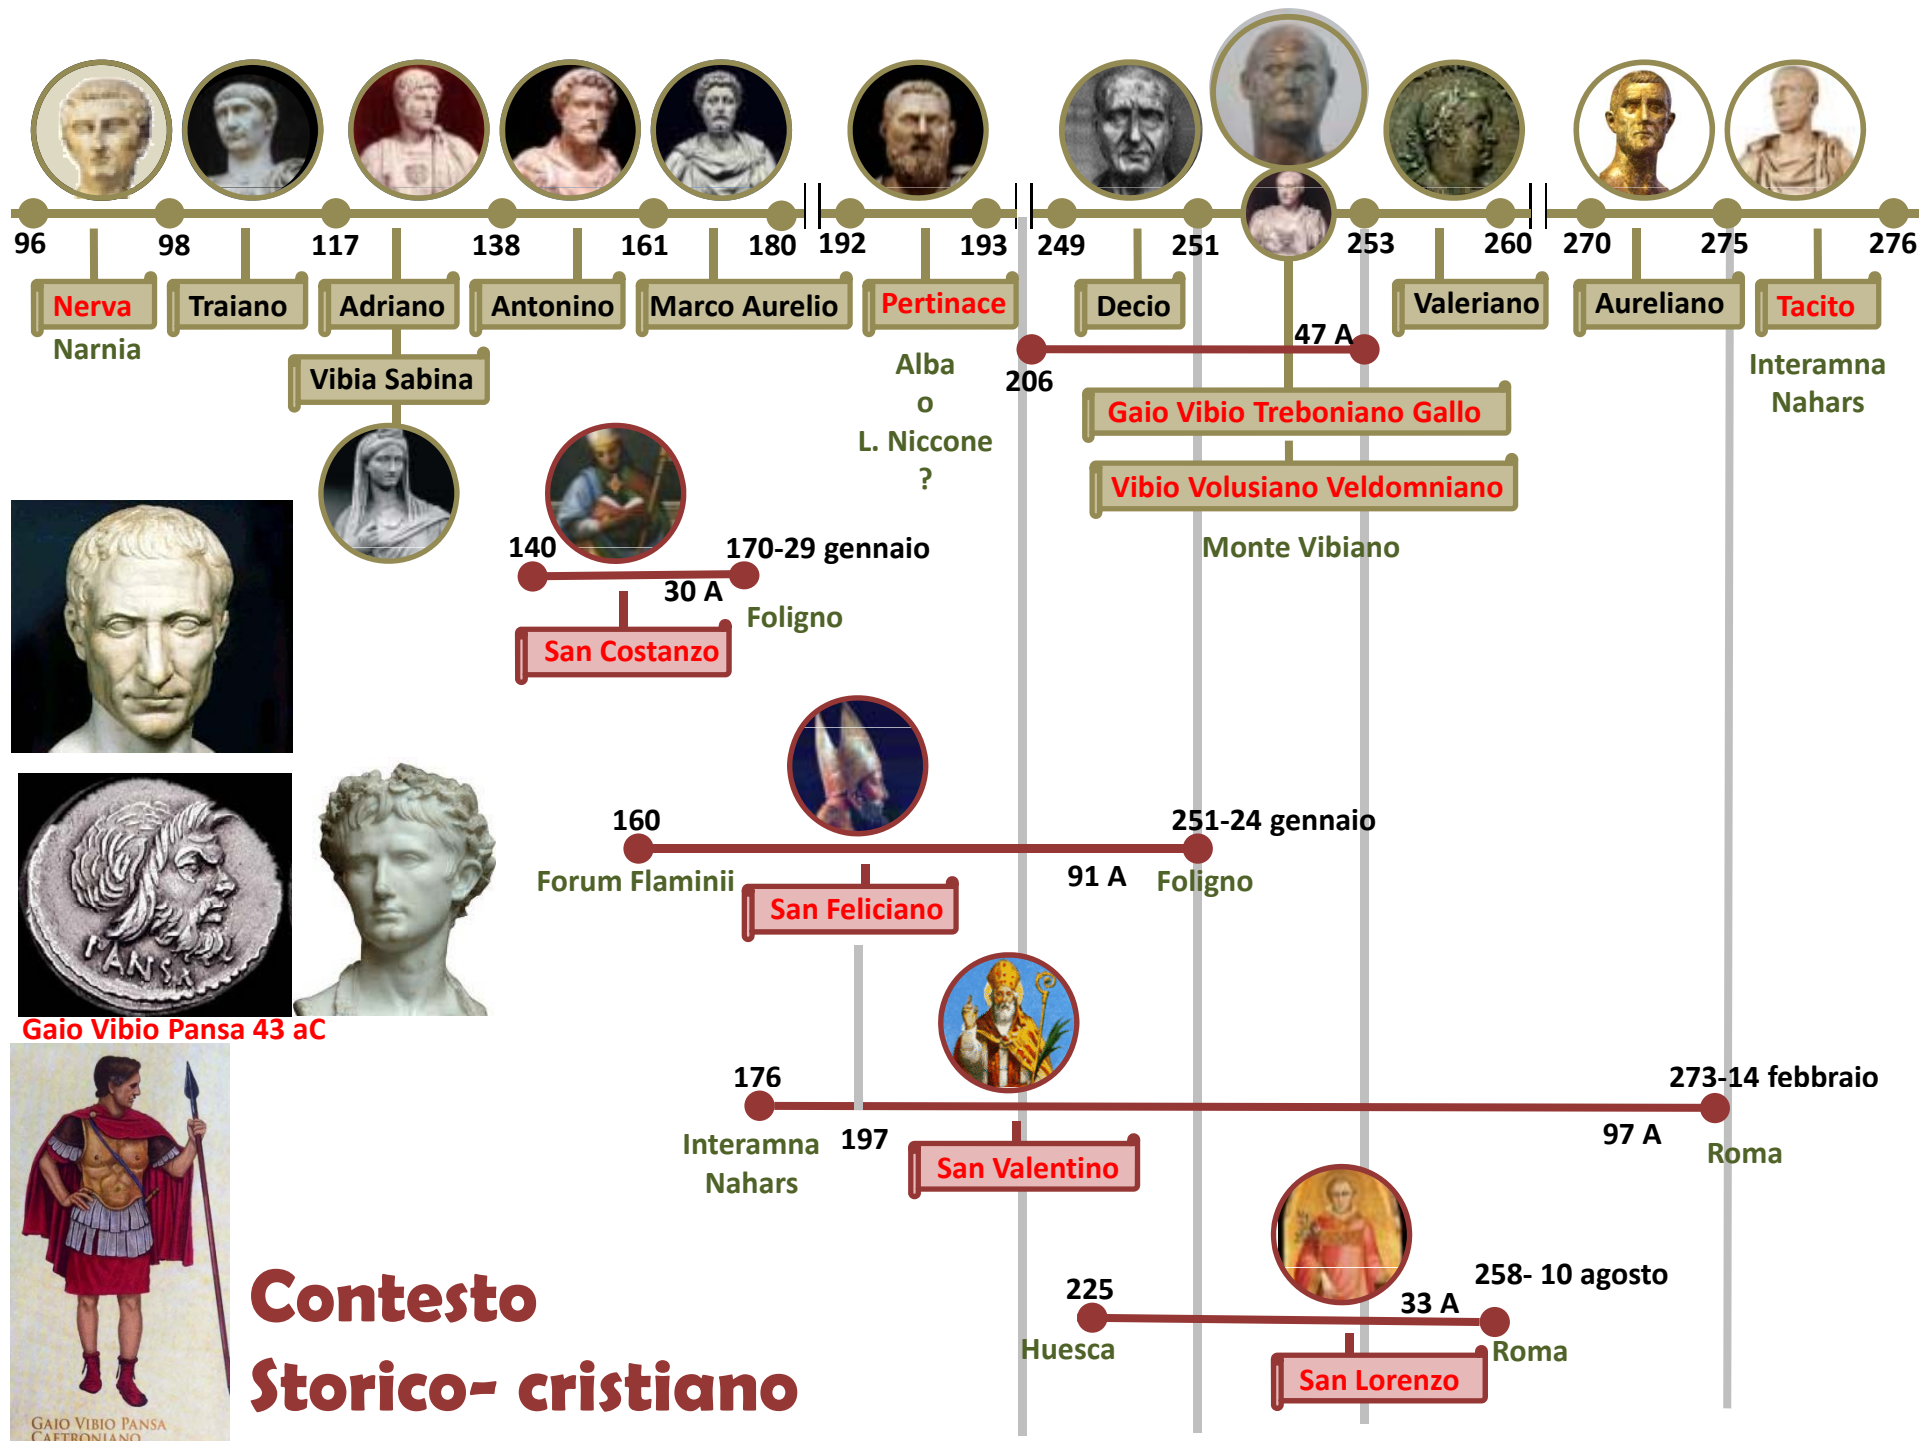 96 98 117 138 161 180 192 193 249 251 253 260 270 275 276
Nerva Traiano Adriano Antonino Marco Aurelio Pertinace Decio Valeriano Aureliano Tacito
Narnia
Vibia Sabina
Alba
o
L. Niccone
?
47 A
206
Interamna
Nahars
Gaio Vibio Treboniano Gallo
Vibio Volusiano Veldomniano
Monte Vibiano
140 170-29 gennaio
30 A
Foligno
San Costanzo
160 251-24 gennaio
Forum Flaminii 91 A Foligno
San Feliciano
PANSA
Gaio Vibio Pansa 43 aC
176 273-14 febbraio
Interamna
Nahars
197
97 A
Roma
San Valentino
225 258- 10 agosto
33 A
Huesca Roma
San Lorenzo
Contesto
Storico- cristiano
GAIO VIBIO PANSA
CAETRONIANO